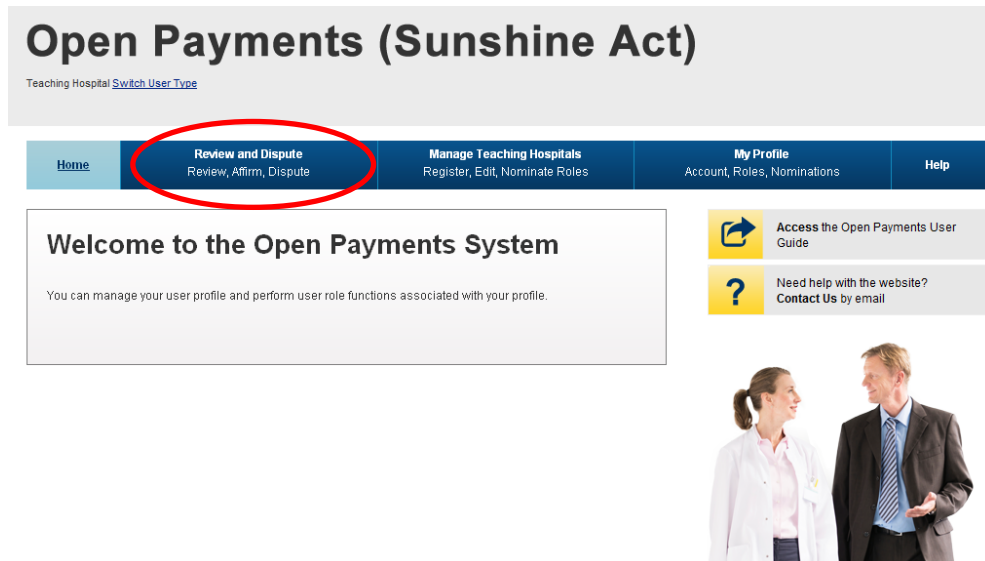 Open Payments (Sunshine Act)
Teaching Hospital Switch User Type
Home
Review and Dispute
Review, Affirm, Dispute
Manage Teaching Hospitals
Register, Edit, Nominate Roles
My Profile
Account, Roles, Nominations
Help
Welcome to the Open Payments System
You can manage your user profile and perform user role functions associated with your profile.
Access the Open Payments User
Guide
?
Need help with the website?
Contact Us by email